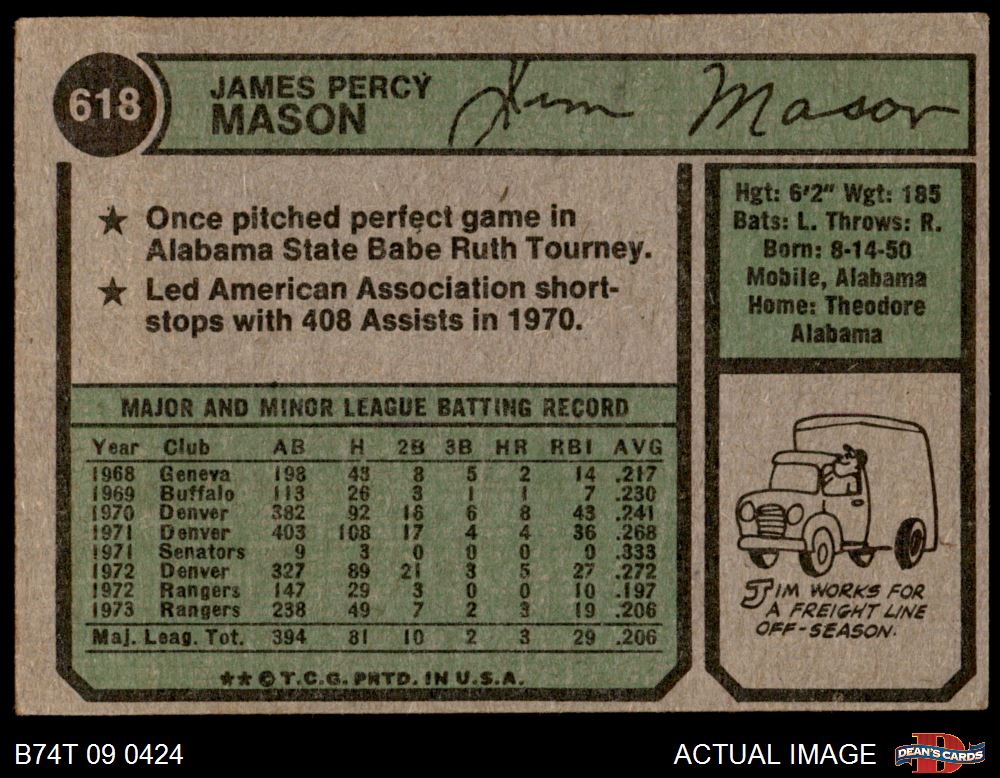 618
JAMES PERCY
MASON
Jim Mason
★ Once pitched perfect game in
Alabama State Babe Ruth Tourney.
★ Led American Association short-
stops with 408 Assists in 1970.
Hgt: 6'2" Wgt: 185
Bats: L. Throws: R.
Born: 8-14-50
Mobile, Alabama
Home: Theodore
Alabama
MAJOR AND MINOR LEAGUE BATTING RECORD
Year Club AB H 2B 3B HR RBI AVG
1968 Geneva 198 43 8 5 2 14 .217
1969 Buffalo 113 26 3 1 1 7 .230
1970 Denver 382 92 16 6 8 43 .241
1971 Denver 403 108 17 4 4 36 .268
1971 Senators 9 3 0 0 0 0 .333
1972 Denver 327 89 21 3 5 27 .272
1972 Rangers 147 29 3 0 0 10 .197
1973 Rangers 238 49 7 2 3 19 .206
Maj. Leag. Tot. 394 81 10 2 3 29 .206
★★ © T.C.G. PRTD. IN U.S.A.
JIM WORKS FOR
A FREIGHT LINE
OFF-SEASON.
B74T 09 0424
ACTUAL IMAGE
DEAN'S CARDS